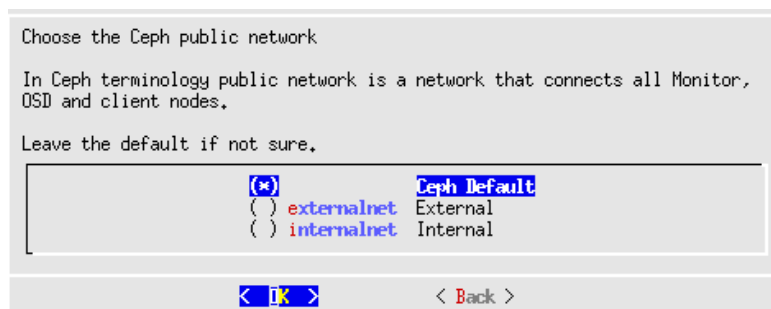 Choose the Ceph public network
In Ceph terminology public network is a network that connects all Monitor,
OSD and client nodes.
Leave the default if not sure.
(*) Ceph Default
( ) externalnet External
( ) internalnet Internal
< OK > < Back >